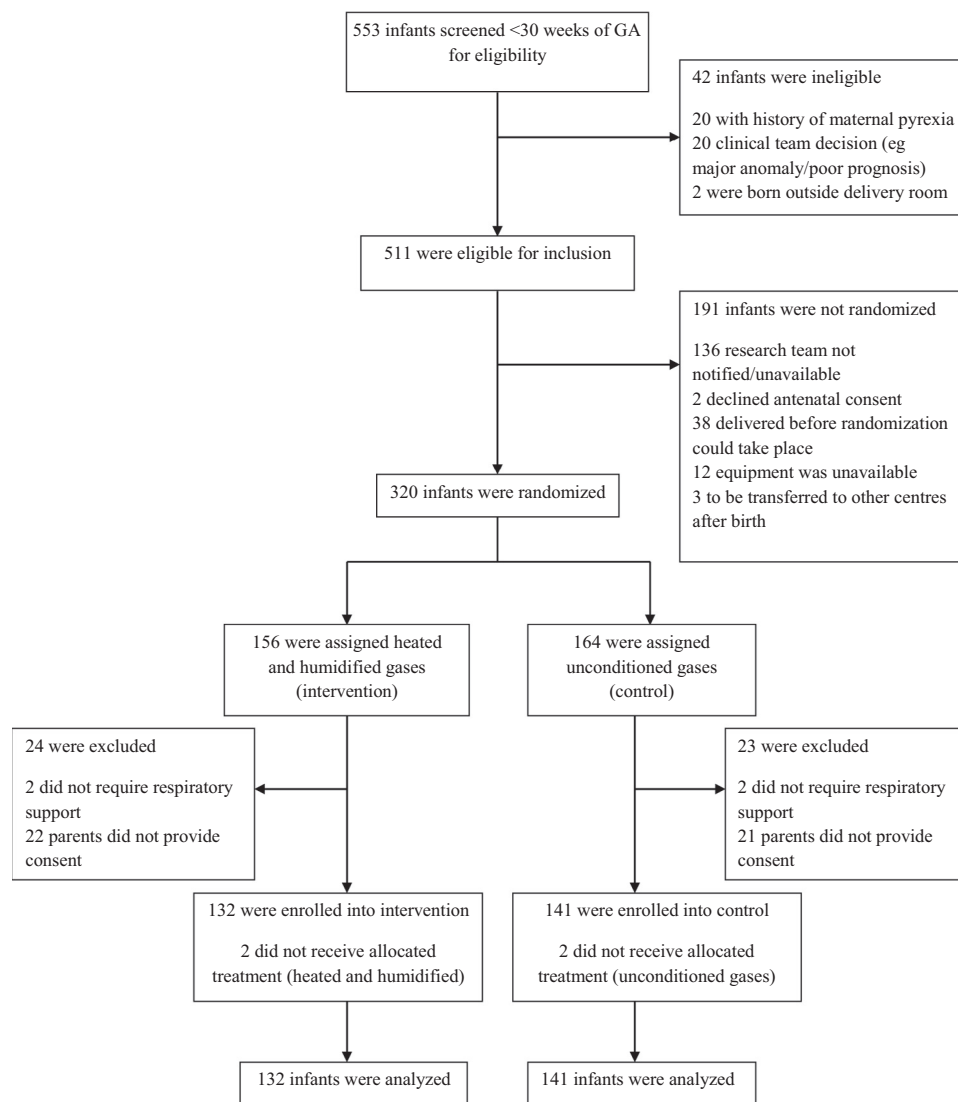 553 infants screened <30 weeks of GA
for eligibility
42 infants were ineligible
20 with history of maternal pyrexia
20 clinical team decision (eg
major anomaly/poor prognosis)
2 were born outside delivery room
511 were eligible for inclusion
191 infants were not randomized
136 research team not
notified/unavailable
2 declined antenatal consent
38 delivered before randomization
could take place
12 equipment was unavailable
3 to be transferred to other centres
after birth
320 infants were randomized
156 were assigned heated
and humidified gases
(intervention)
164 were assigned
unconditioned gases
(control)
24 were excluded
2 did not require respiratory
support
22 parents did not provide
consent
23 were excluded
2 did not require respiratory
support
21 parents did not provide
consent
132 were enrolled into intervention
2 did not receive allocated
treatment (heated and humidified)
141 were enrolled into control
2 did not receive allocated
treatment (unconditioned gases)
132 infants were analyzed
141 infants were analyzed